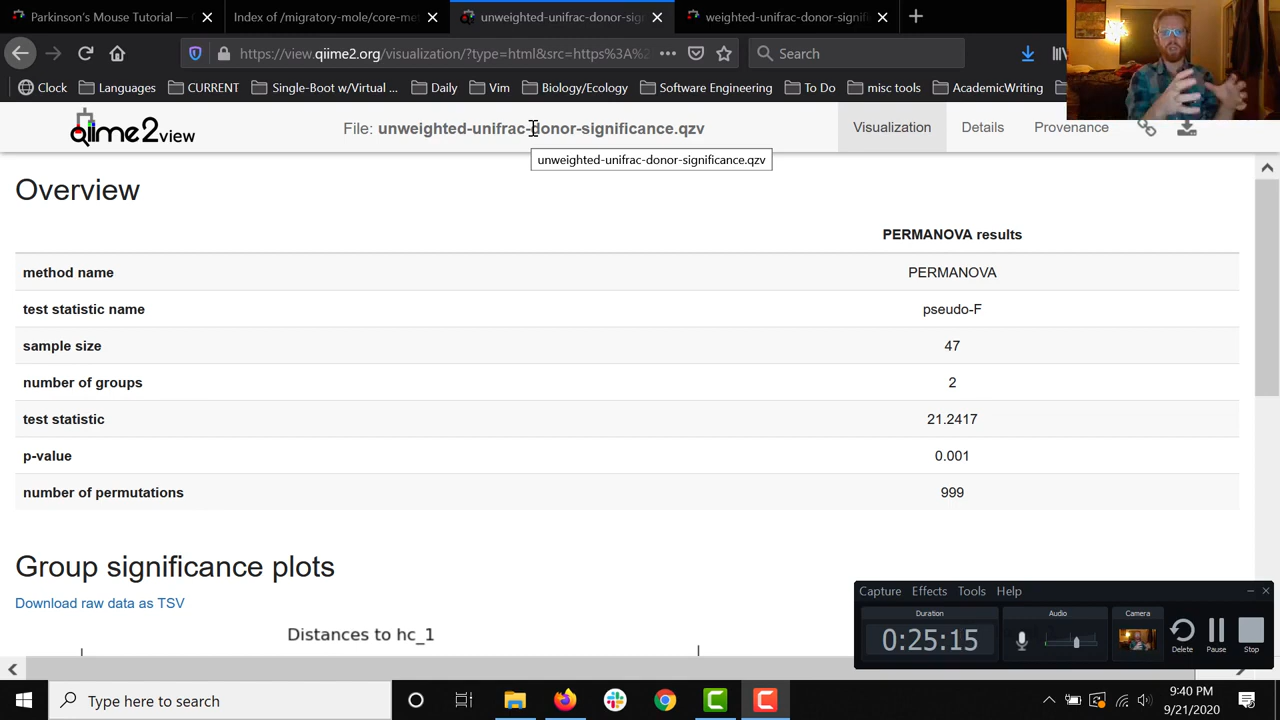 Parkinson's Mouse Tutorial —
Index of /migratory-mole/core-met
unweighted-unifrac-donor-sig
weighted-unifrac-donor-signifi
https://view.qiime2.org/visualization/?type=html&src=https%3A%
Search
Clock
Languages
CURRENT
Single-Boot w/Virtu
Daily
Vim
Biology/Ecology
Software Engineering
To Do
misc tools
AcademicWriting
qiime2view
File: unweighted-unifrac-donor-significance.qzv
Visualization
Details
Provenance
unweighted-unifrac-donor-significance.qzv
Overview
PERMANOVA results
method name PERMANOVA
test statistic name pseudo-F
sample size 47
number of groups 2
test statistic 21.2417
p-value 0.001
number of permutations 999
Group significance plots
Download raw data as TSV
Distances to hc_1
Capture Effects Tools Help
Duration
Audio
Camera
0:25:15
Delete
Pause
Stop
Type here to search
9:40 PM
9/21/2020